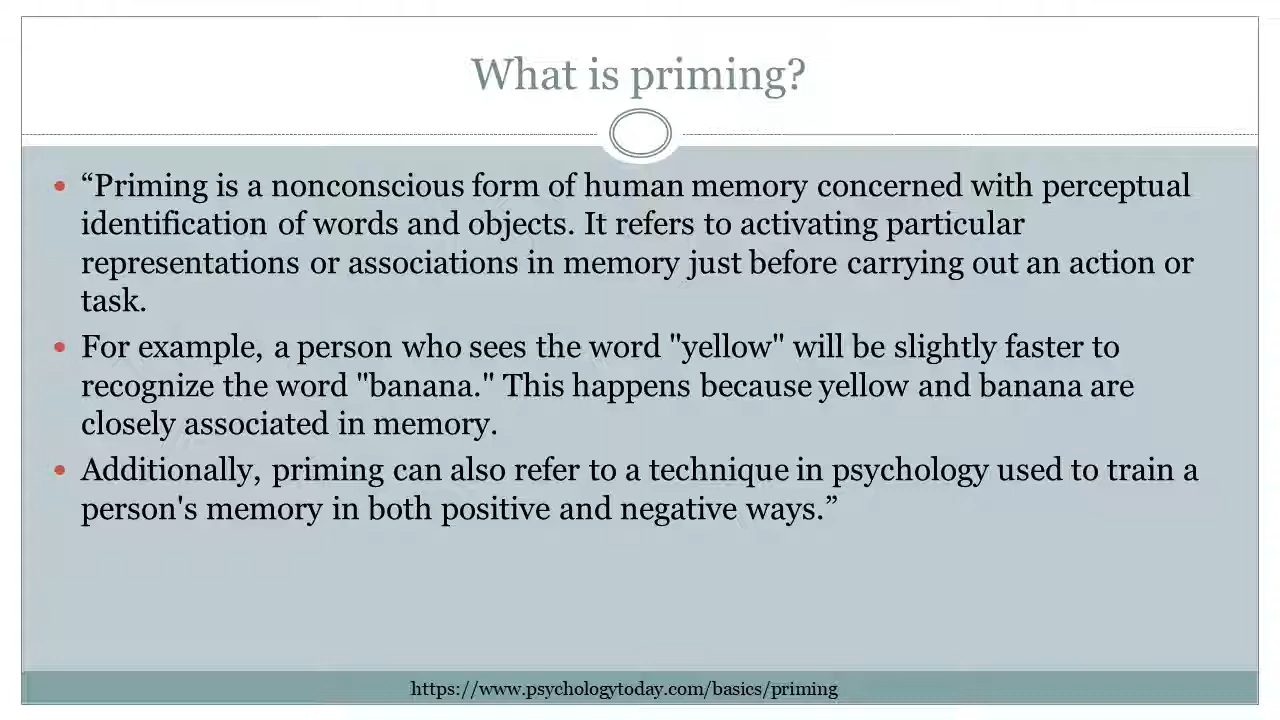 What is priming?
• “Priming is a nonconscious form of human memory concerned with perceptual
identification of words and objects. It refers to activating particular
representations or associations in memory just before carrying out an action or
task.
• For example, a person who sees the word "yellow" will be slightly faster to
recognize the word "banana." This happens because yellow and banana are
closely associated in memory.
• Additionally, priming can also refer to a technique in psychology used to train a
person's memory in both positive and negative ways.”
https://www.psychologytoday.com/basics/priming